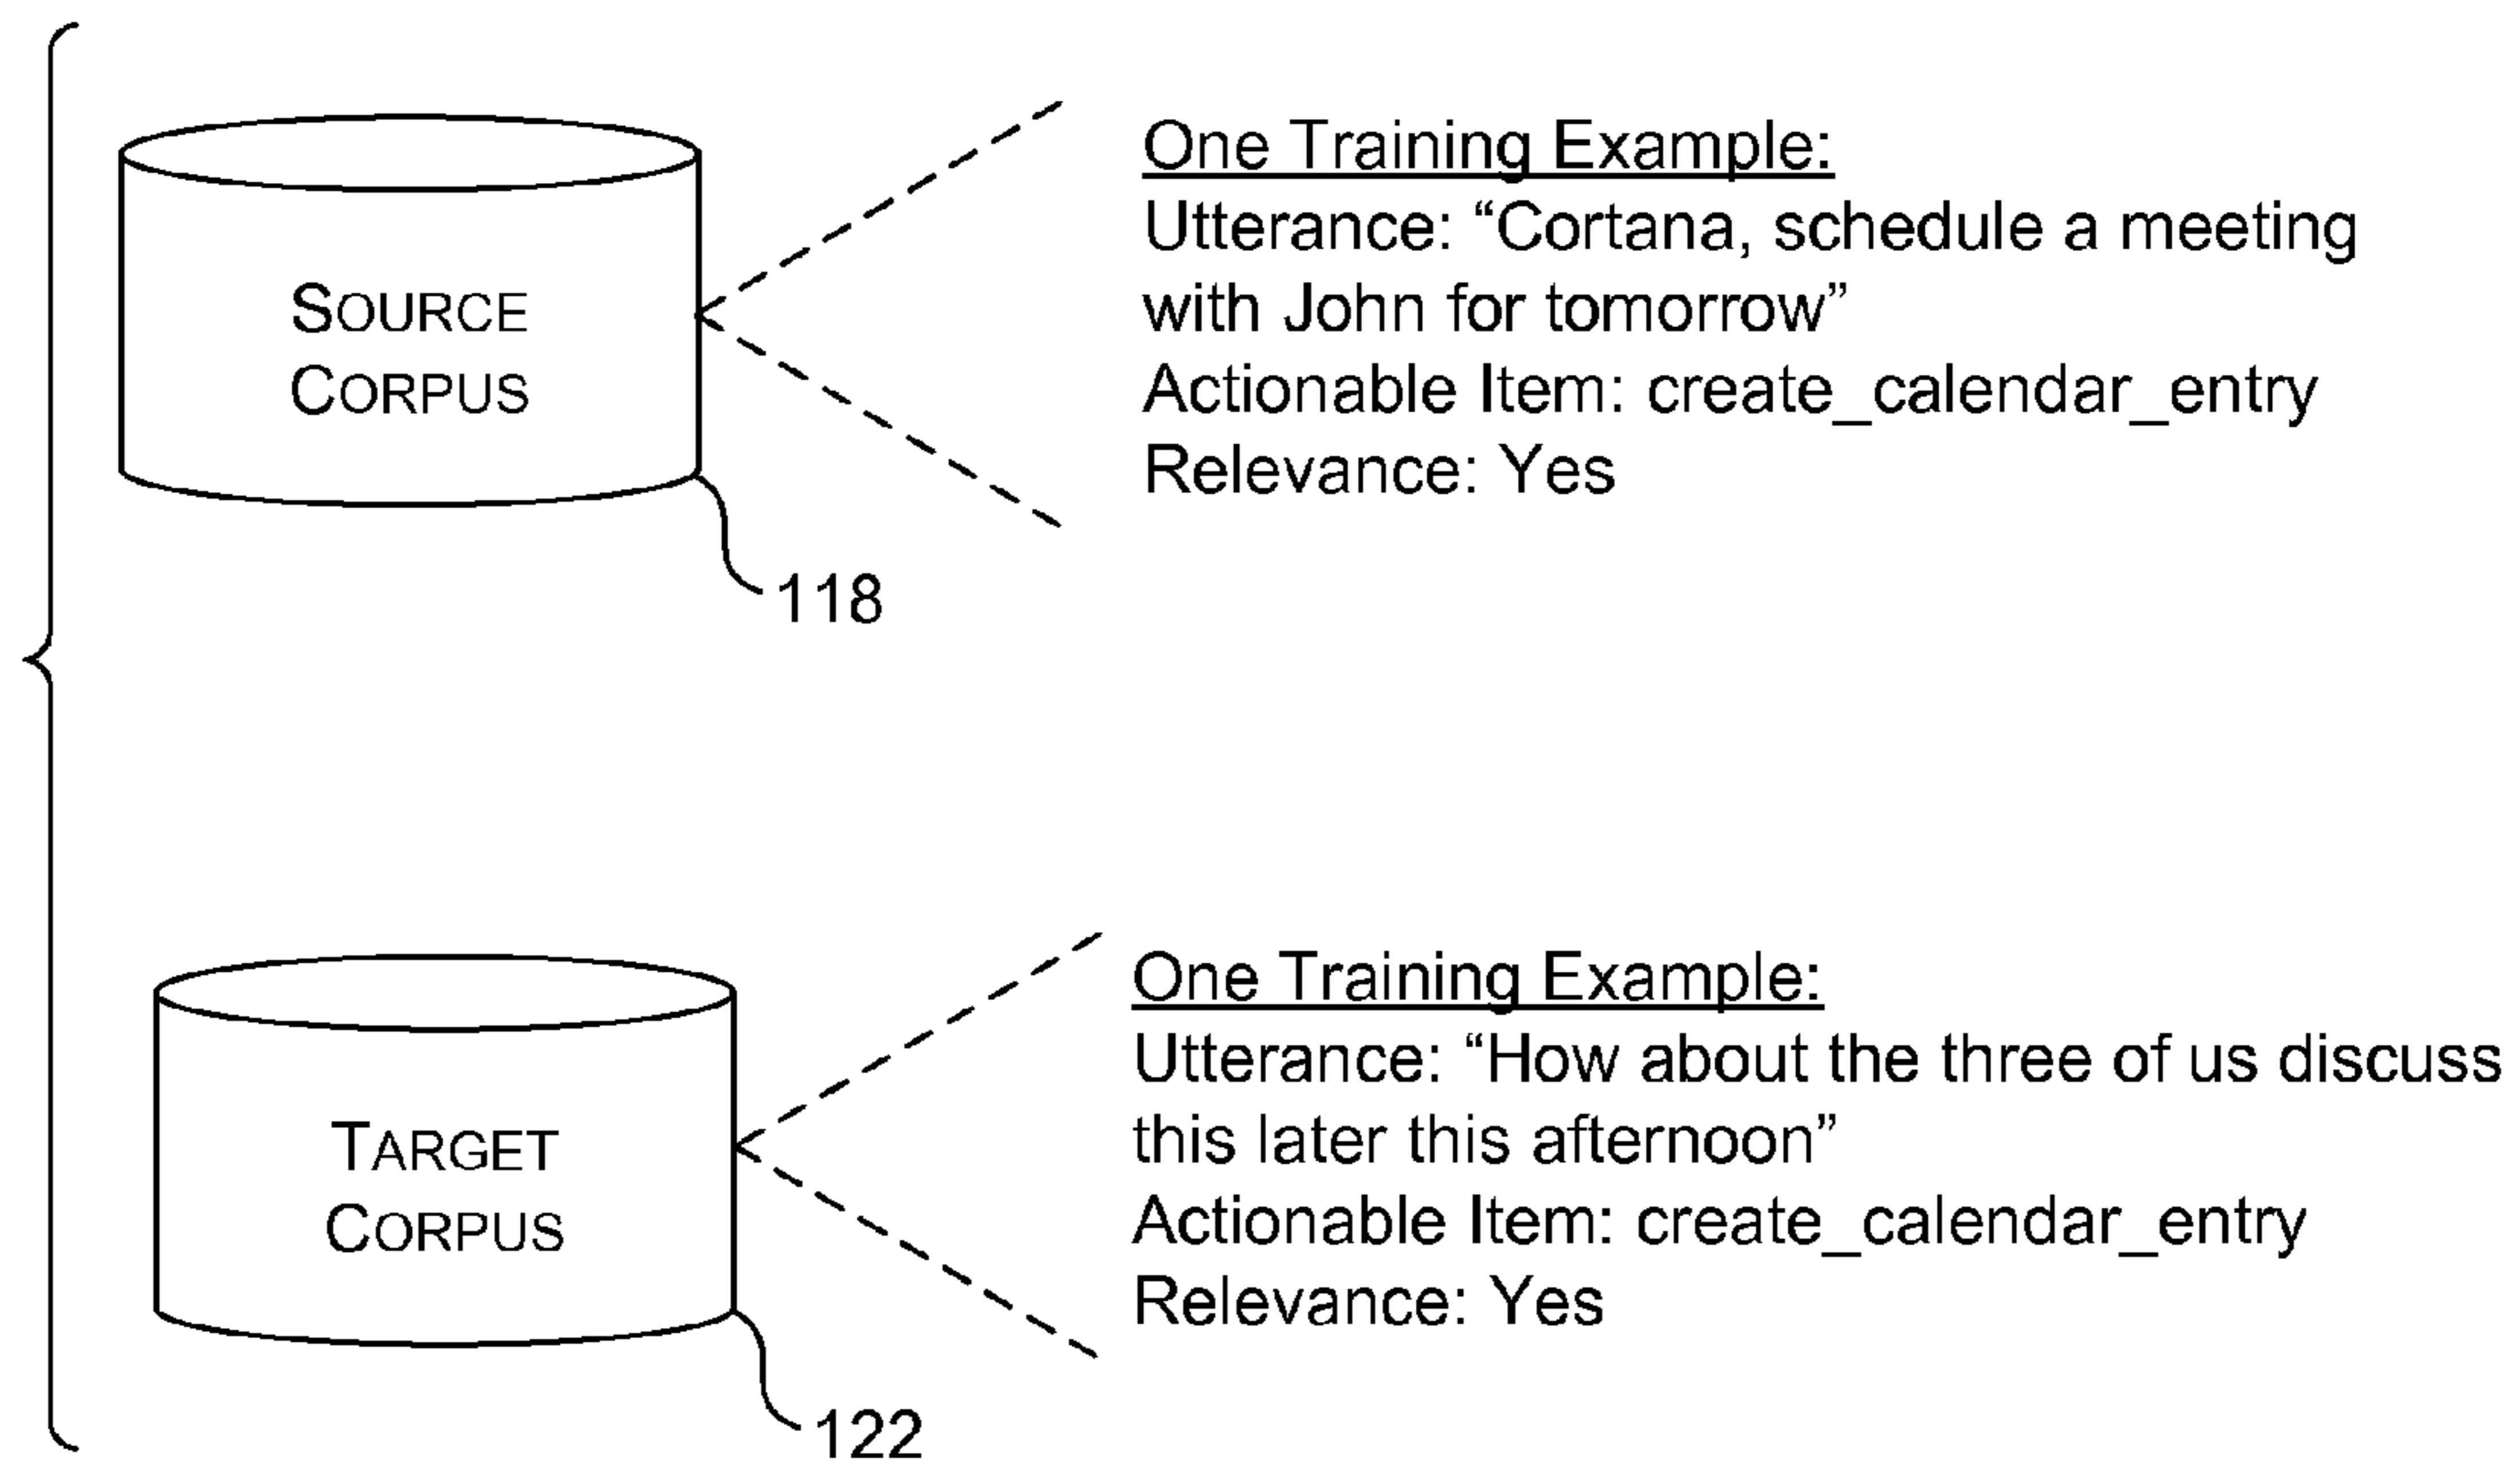 One Training Example:
Utterance: “Cortana, schedule a meeting
with John for tomorrow”
Actionable Item: create_calendar_entry
Relevance: Yes
SOURCE
CORPUS
118
One Training Example:
Utterance: “How about the three of us discuss
this later this afternoon”
Actionable Item: create_calendar_entry
Relevance: Yes
TARGET
CORPUS
122